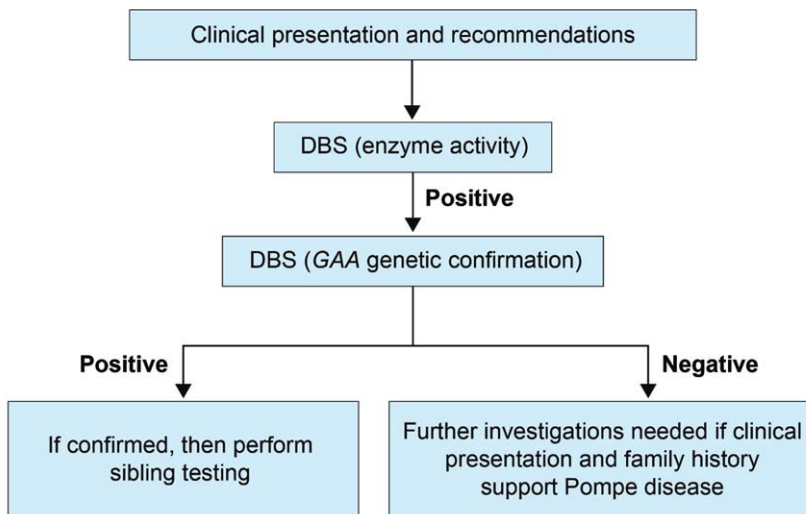 Clinical presentation and recommendations
DBS (enzyme activity)
Positive
DBS (GAA genetic confirmation)
Positive
Negative
If confirmed, then perform
sibling testing
Further investigations needed if clinical
presentation and family history
support Pompe disease